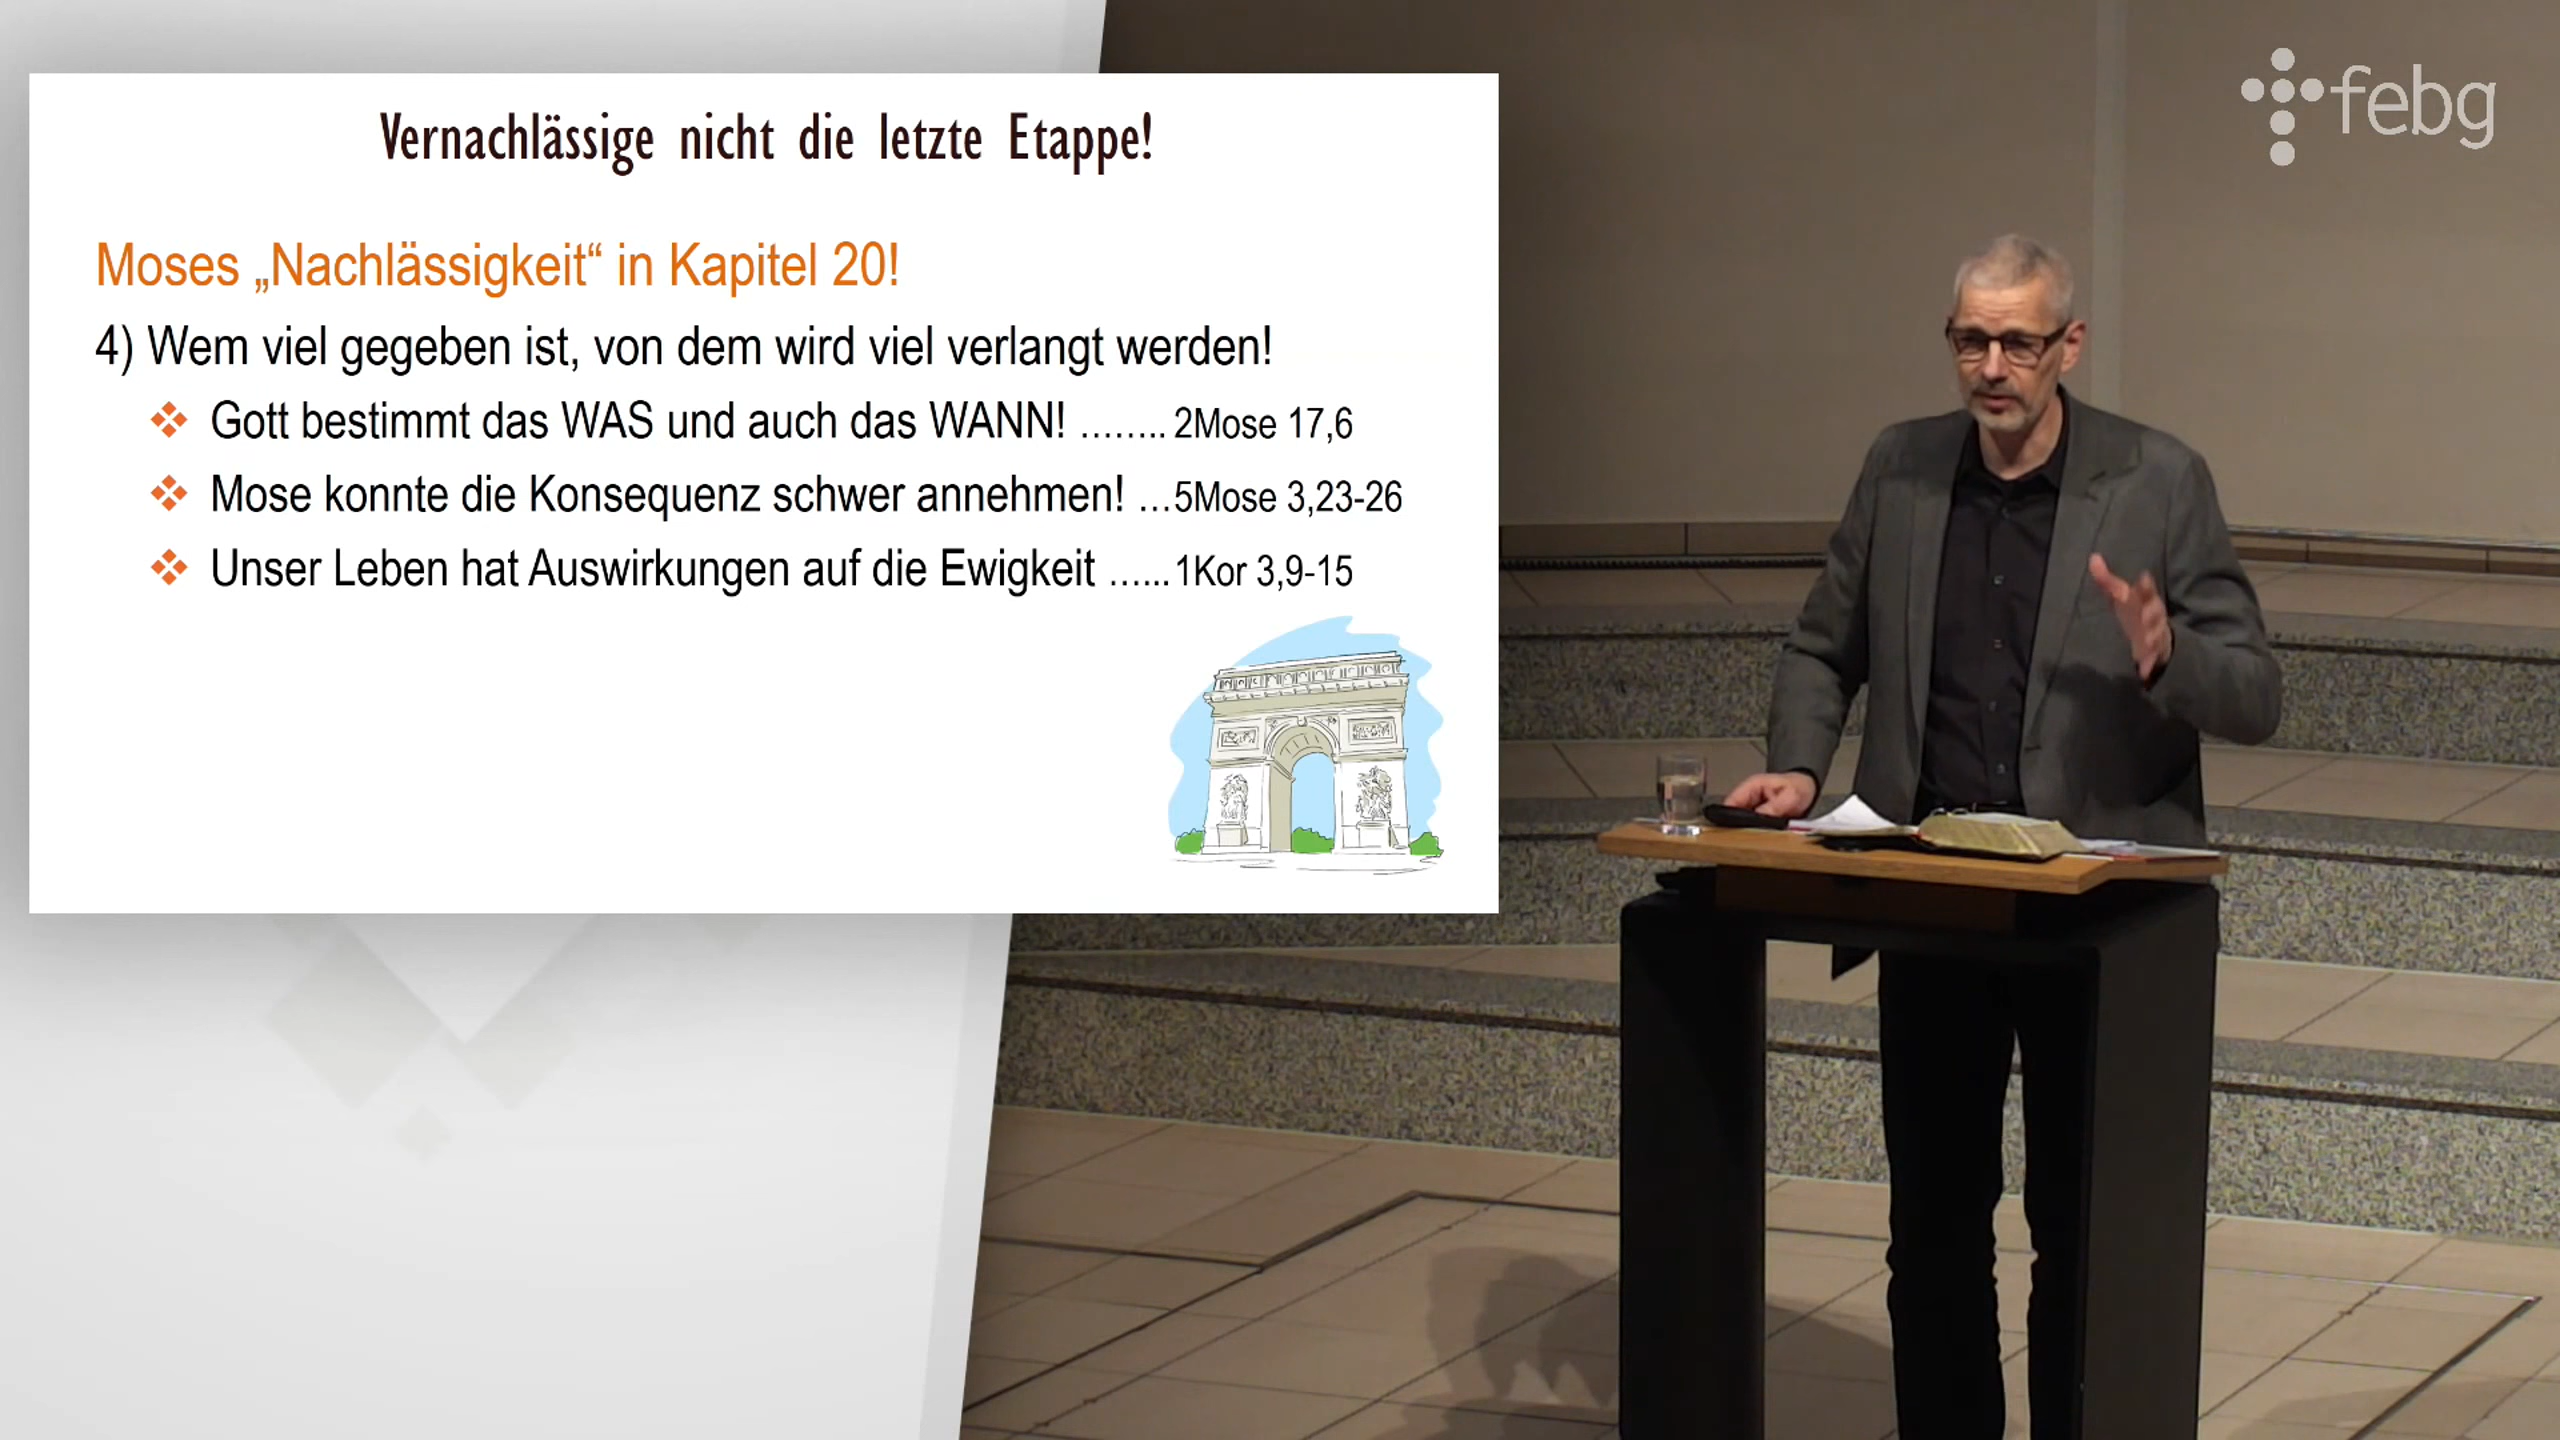 Vernachlässige nicht die letzte Etappe!
febg
Moses „Nachlässigkeit“ in Kapitel 20!
4) Wem viel gegeben ist, von dem wird viel verlangt werden!
❖ Gott bestimmt das WAS und auch das WANN! …….. 2Mose 17,6
❖ Mose konnte die Konsequenz schwer annehmen! …5Mose 3,23-26
❖ Unser Leben hat Auswirkungen auf die Ewigkeit …... 1Kor 3,9-15